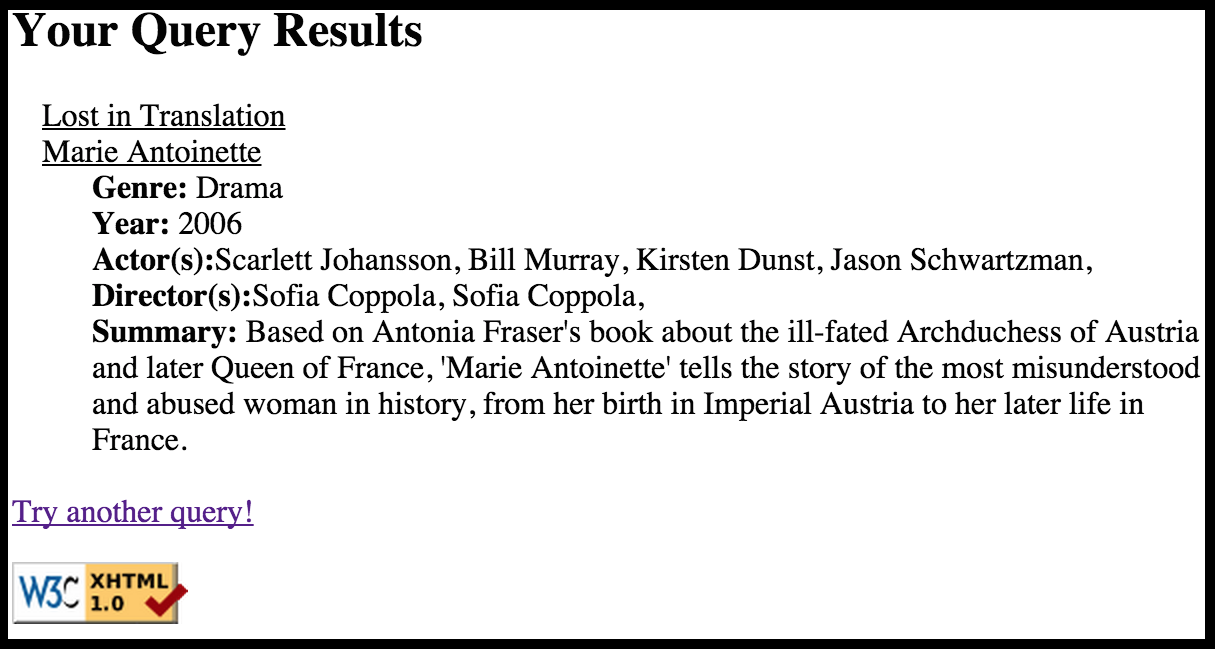 Your Query Results
Lost in Translation
Marie Antoinette
Genre: Drama
Year: 2006
Actor(s):Scarlett Johansson, Bill Murray, Kirsten Dunst, Jason Schwartzman,
Director(s):Sofia Coppola, Sofia Coppola,
Summary: Based on Antonia Fraser's book about the ill-fated Archduchess of Austria
and later Queen of France, 'Marie Antoinette' tells the story of the most misunderstood
and abused woman in history, from her birth in Imperial Austria to her later life in
France.
Try another query!
W3C XHTML
1.0